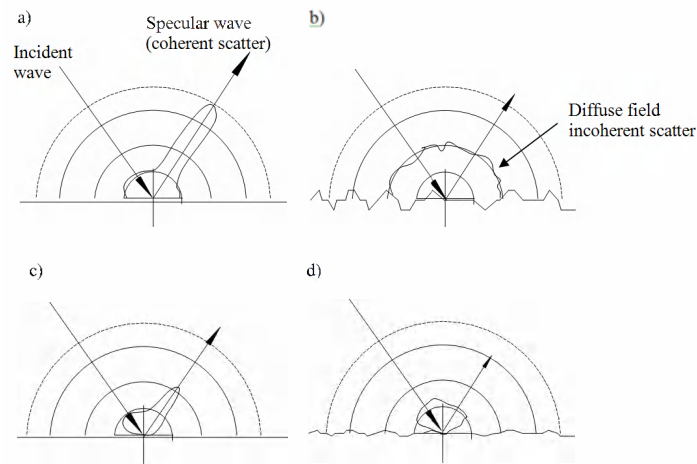 a)
Specular wave
(coherent scatter)
Incident
wave
b)
Diffuse field
incoherent scatter
c)
d)